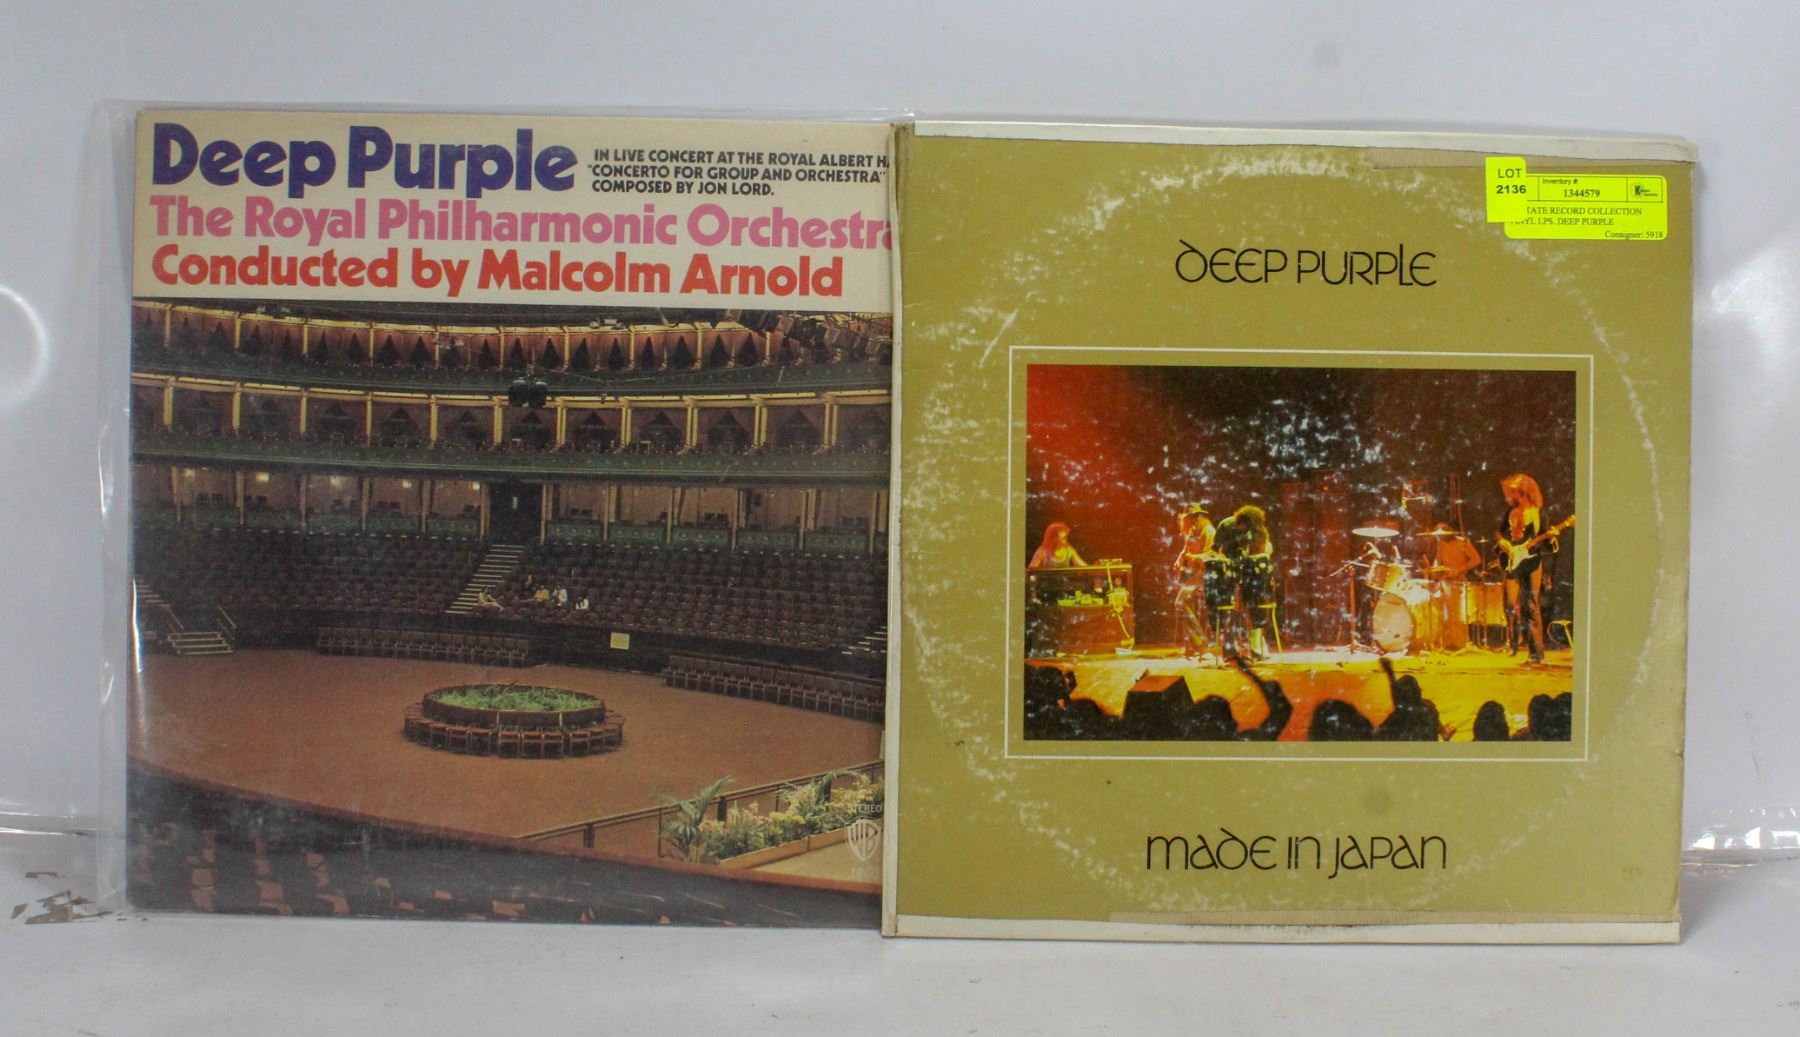 Deep Purple
IN LIVE CONCERT AT THE ROYAL ALBERT HA
"CONCERTO FOR GROUP AND ORCHESTRA"
COMPOSED BY JON LORD.
The Royal Philharmonic Orchestra
Conducted by Malcolm Arnold
STEREO
DEEP PURPLE
MADE IN JAPAN
LOT
2136
Inventory #:
1344579
TATE RECORD COLLECTION
LPS. DEEP PURPLE
Consignor: 5918